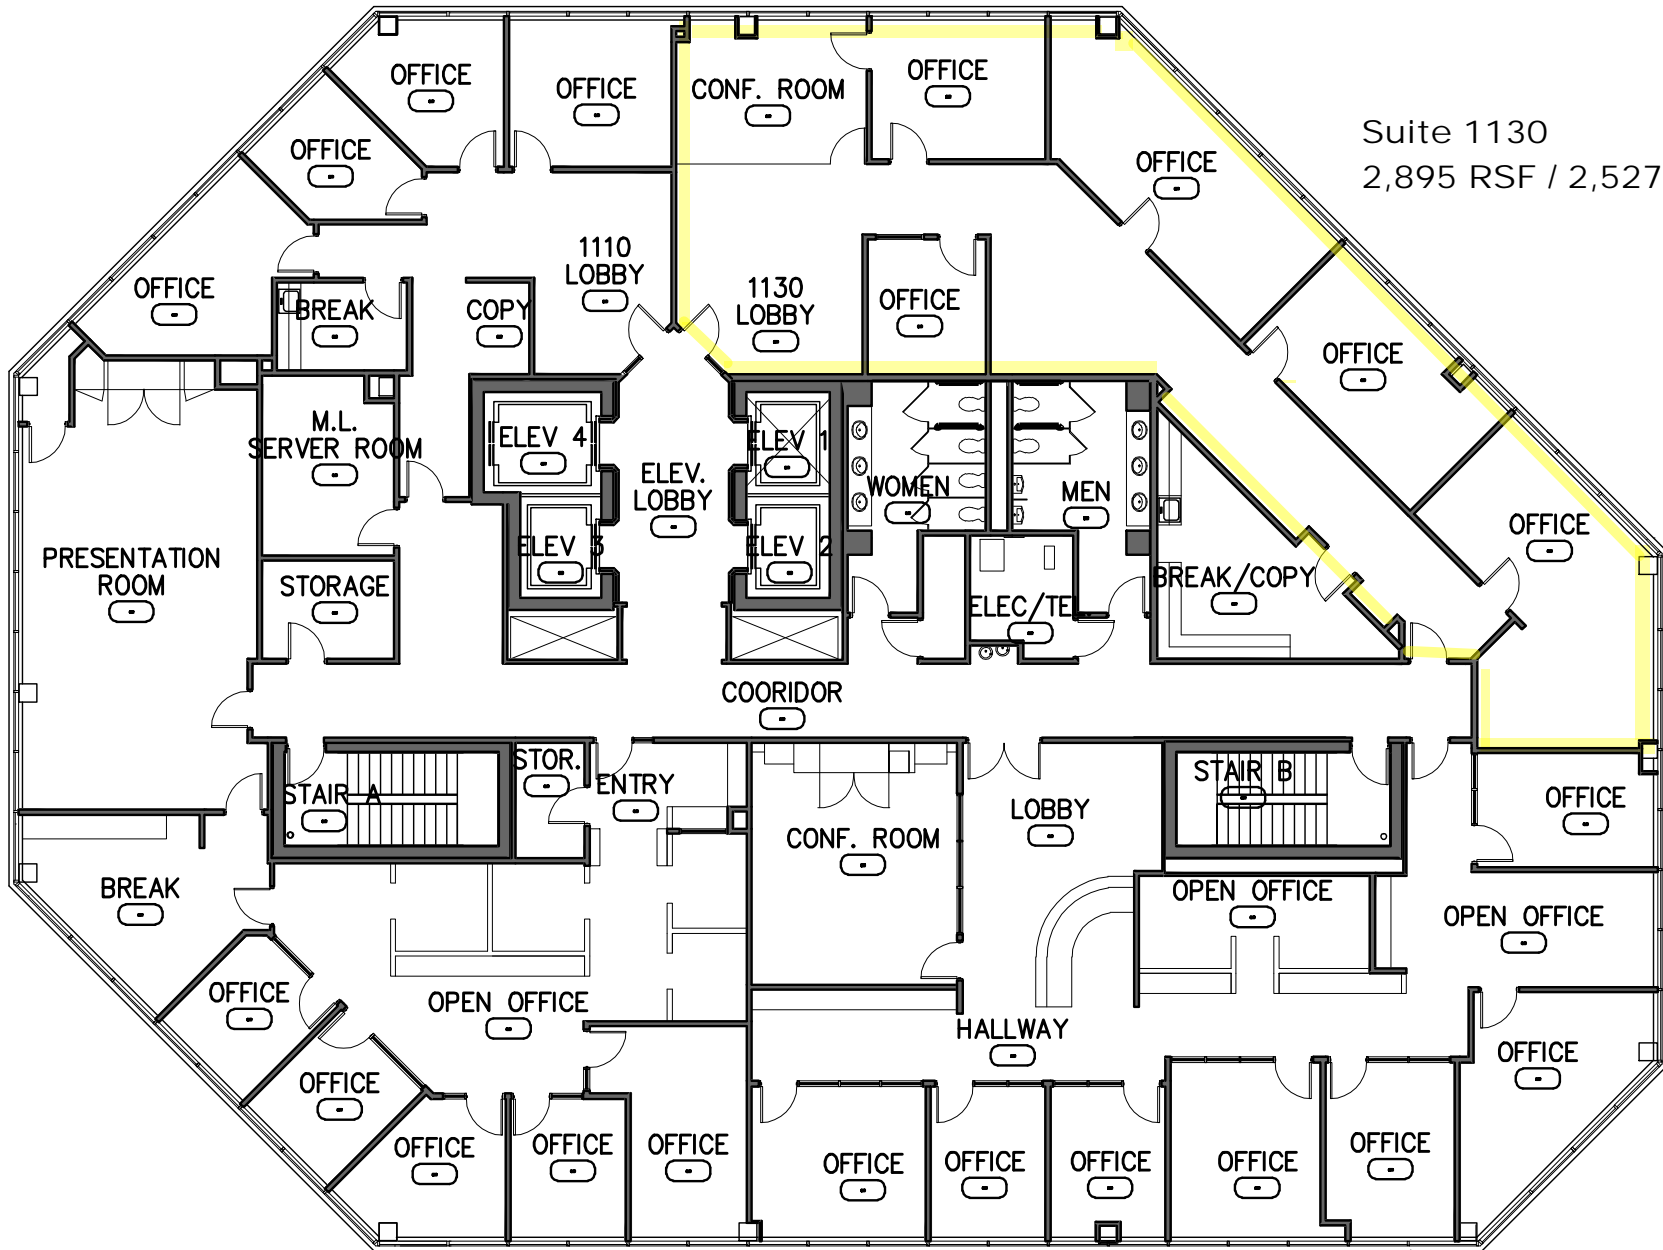 OFFICE
OFFICE
CONF. ROOM
OFFICE
Suite 1130
2,895 RSF / 2,527
OFFICE
OFFICE
OFFICE
1110
LOBBY
1130
LOBBY
OFFICE
BREAK
COPY
OFFICE
OFFICE
M.L.
SERVER ROOM
ELEV 4
ELEV.
LOBBY
ELEV 1
WOMEN
MEN
OFFICE
PRESENTATION
ROOM
STORAGE
ELEV 3
ELEV 2
ELEC/TEL
BREAK/COPY
COORIDOR
STOR.
ENTRY
STAIR A
CONF. ROOM
LOBBY
STAIR B
OFFICE
BREAK
OPEN OFFICE
OPEN OFFICE
OFFICE
OPEN OFFICE
HALLWAY
OFFICE
OFFICE
OFFICE
OFFICE
OFFICE
OFFICE
OFFICE
OFFICE
OFFICE
OFFICE